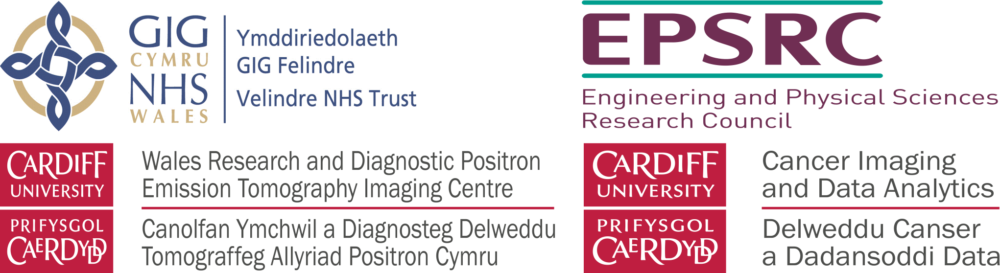 GIG
CYMRU
NHS
WALES
Ymddiriedolaeth
GIG Felindre
Velindre NHS Trust
EPSRC
Engineering and Physical Sciences
Research Council
CARDIFF
UNIVERSITY
PRIFYSGOL
CAERDYDD
Wales Research and Diagnostic Positron
Emission Tomography Imaging Centre
Canolfan Ymchwil a Diagnosteg Delweddu
Tomograffeg Allyriad Positron Cymru
CARDIFF
UNIVERSITY
PRIFYSGOL
CAERDYDD
Cancer Imaging
and Data Analytics
Delweddu Canser
a Dadansoddi Data